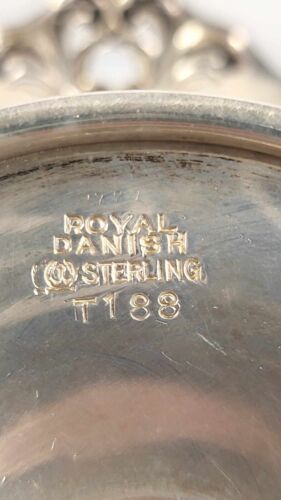 ROYAL
DANISH
STERLING
T188